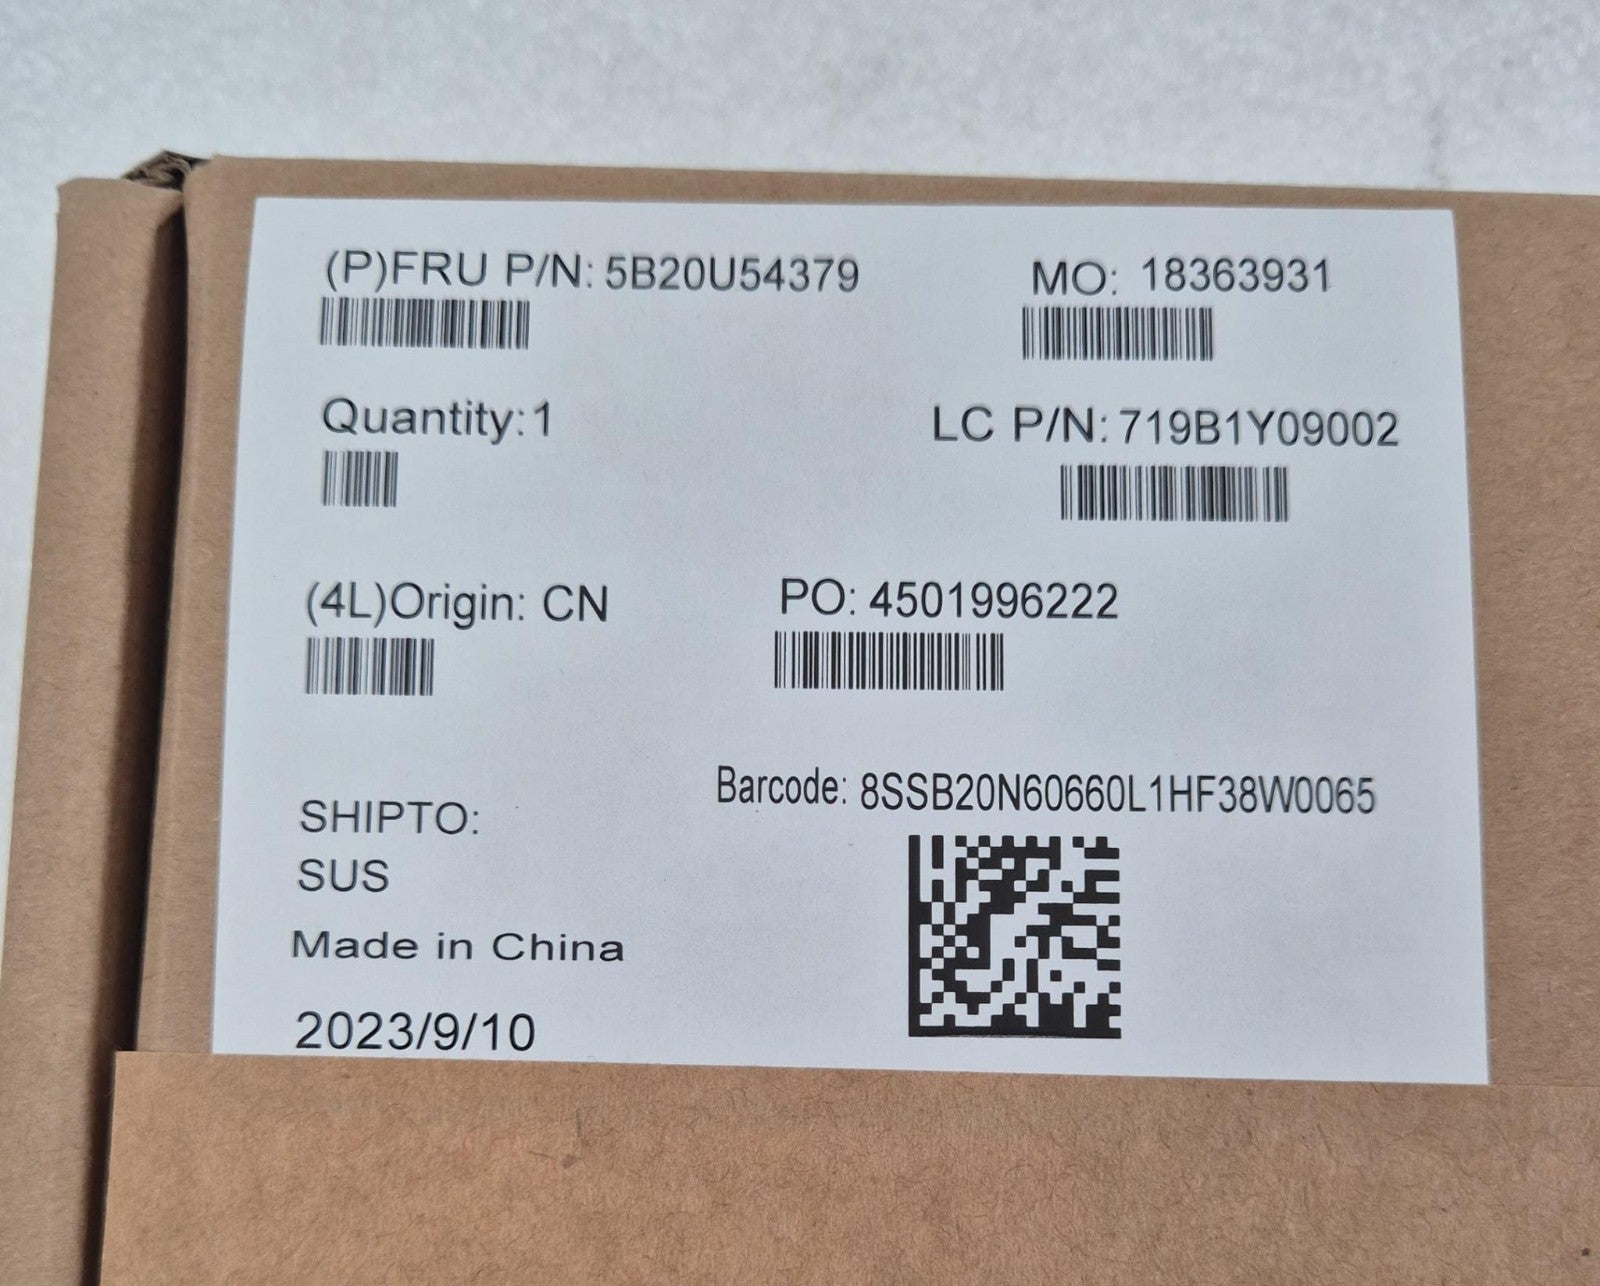 (P)FRU P/N: 5B20U54379
MO: 18363931
Quantity:1
LC P/N: 719B1Y09002
(4L)Origin: CN
PO: 4501996222
Barcode: 8SSB20N60660L1HF38W0065
SHIPTO:
SUS
Made in China
2023/9/10